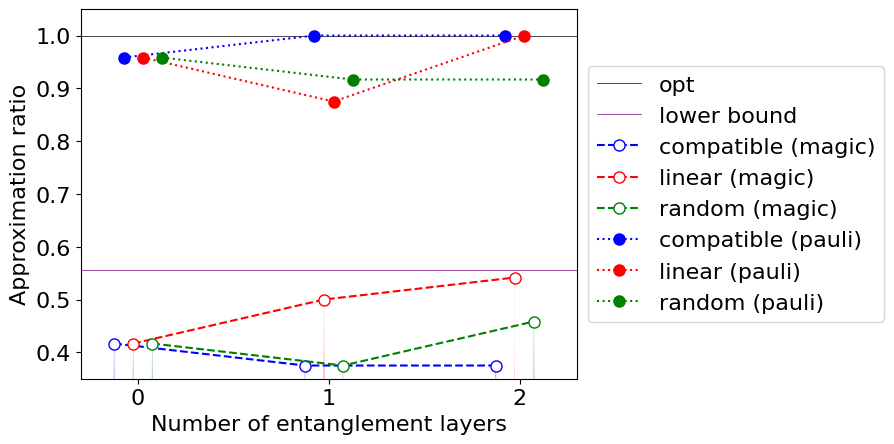 1.0
0.9
0.8
0.7
0.6
0.5
0.4
Approximation ratio
0
1
2
Number of entanglement layers
opt
lower bound
compatible (magic)
linear (magic)
random (magic)
compatible (pauli)
linear (pauli)
random (pauli)